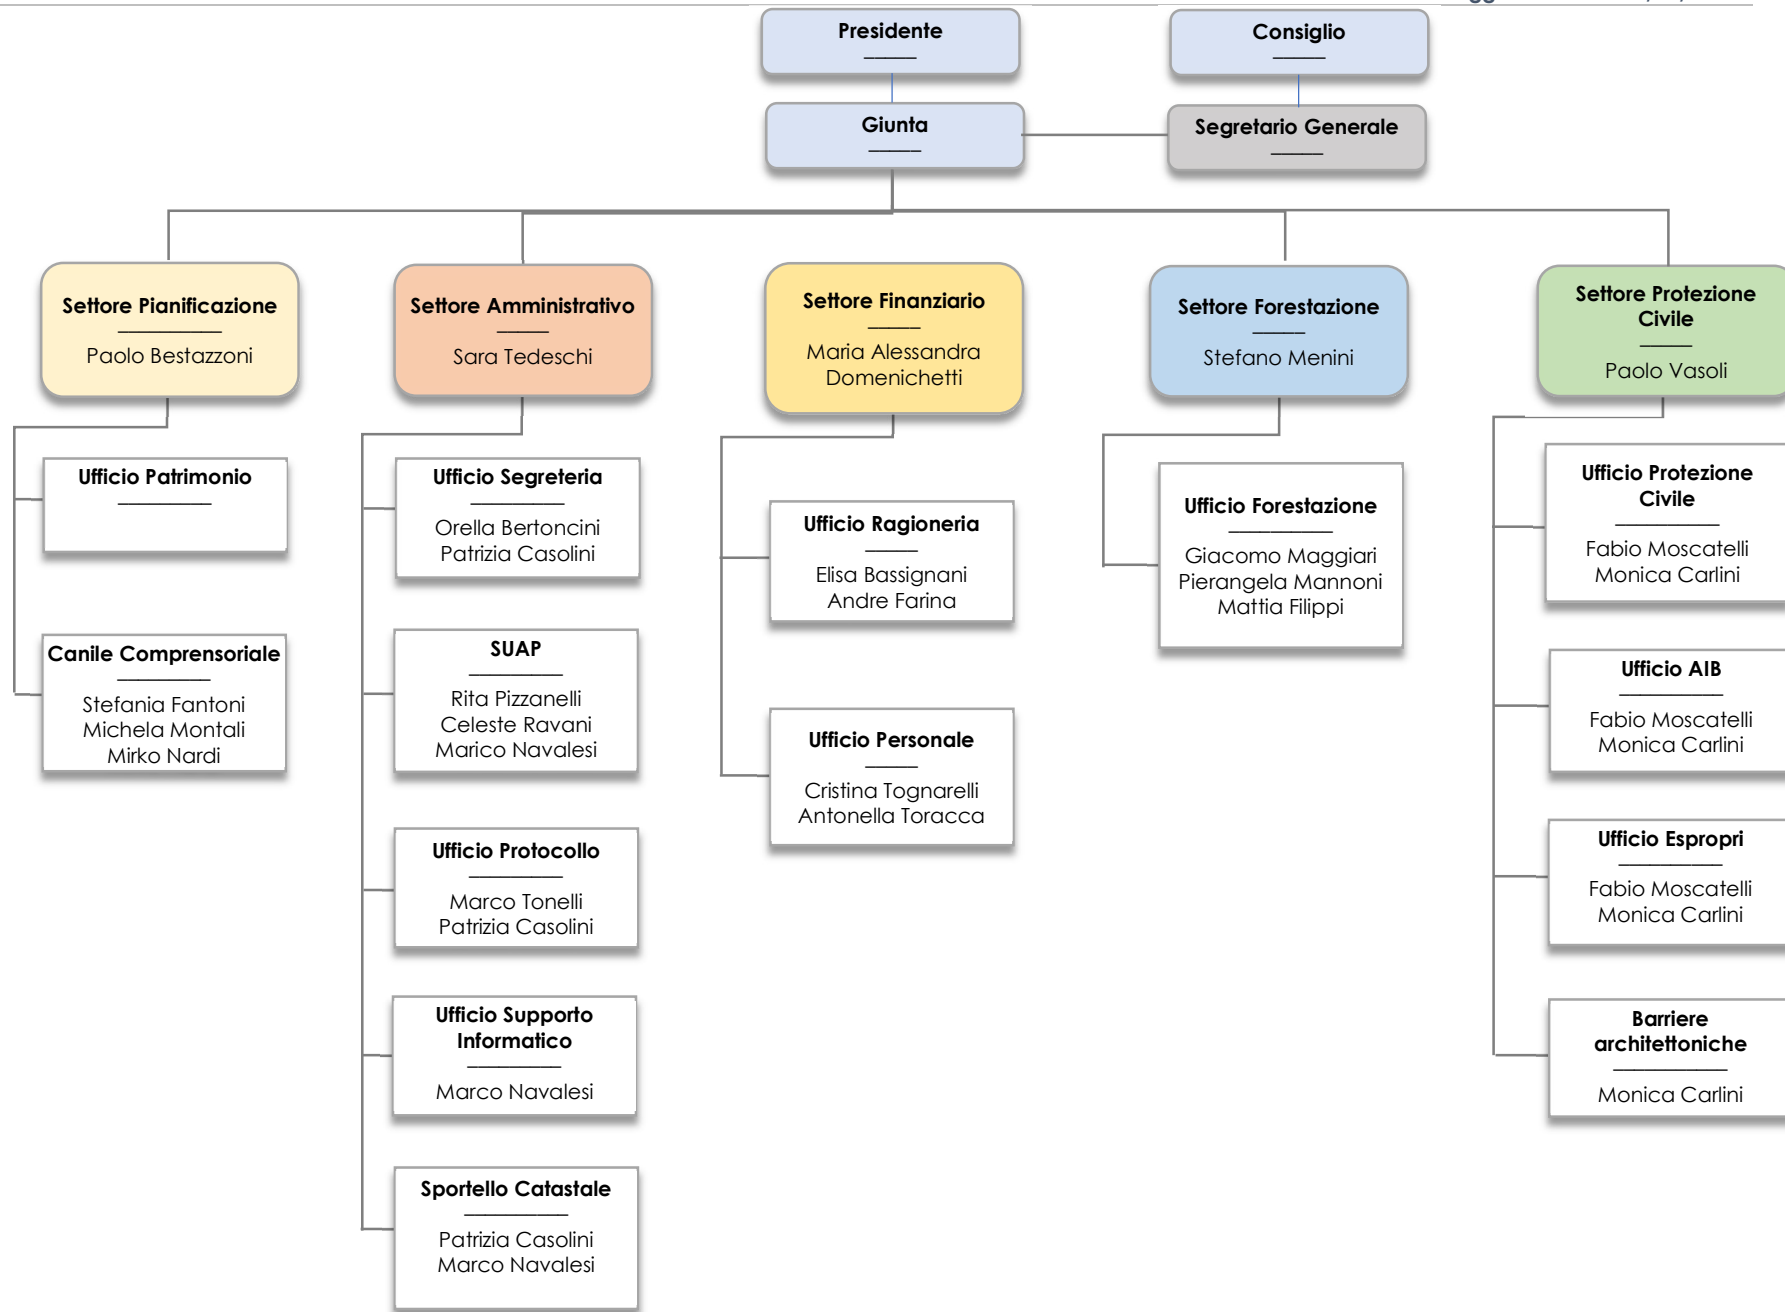 Presidente
Consiglio
Giunta
Segretario Generale
Settore Pianificazione
Paolo Bestazzoni
Ufficio Patrimonio
Canile Comprensoriale
Stefania Fantoni
Michela Montali
Mirko Nardi
Settore Amministrativo
Sara Tedeschi
Ufficio Segreteria
Orella Bertoncini
Patrizia Casolini
SUAP
Rita Pizzanelli
Celeste Ravani
Marico Navalesi
Ufficio Protocollo
Marco Tonelli
Patrizia Casolini
Ufficio Supporto
Informatico
Marco Navalesi
Sportello Catastale
Patrizia Casolini
Marco Navalesi
Settore Finanziario
Maria Alessandra
Domenichetti
Ufficio Ragioneria
Elisa Bassignani
Andre Farina
Ufficio Personale
Cristina Tognarelli
Antonella Toracca
Settore Forestazione
Stefano Menini
Ufficio Forestazione
Giacomo Maggiari
Pierangela Mannoni
Mattia Filippi
Settore Protezione
Civile
Paolo Vasoli
Ufficio Protezione
Civile
Fabio Moscatelli
Monica Carlini
Ufficio AIB
Fabio Moscatelli
Monica Carlini
Ufficio Espropri
Fabio Moscatelli
Monica Carlini
Barriere
architettoniche
Monica Carlini